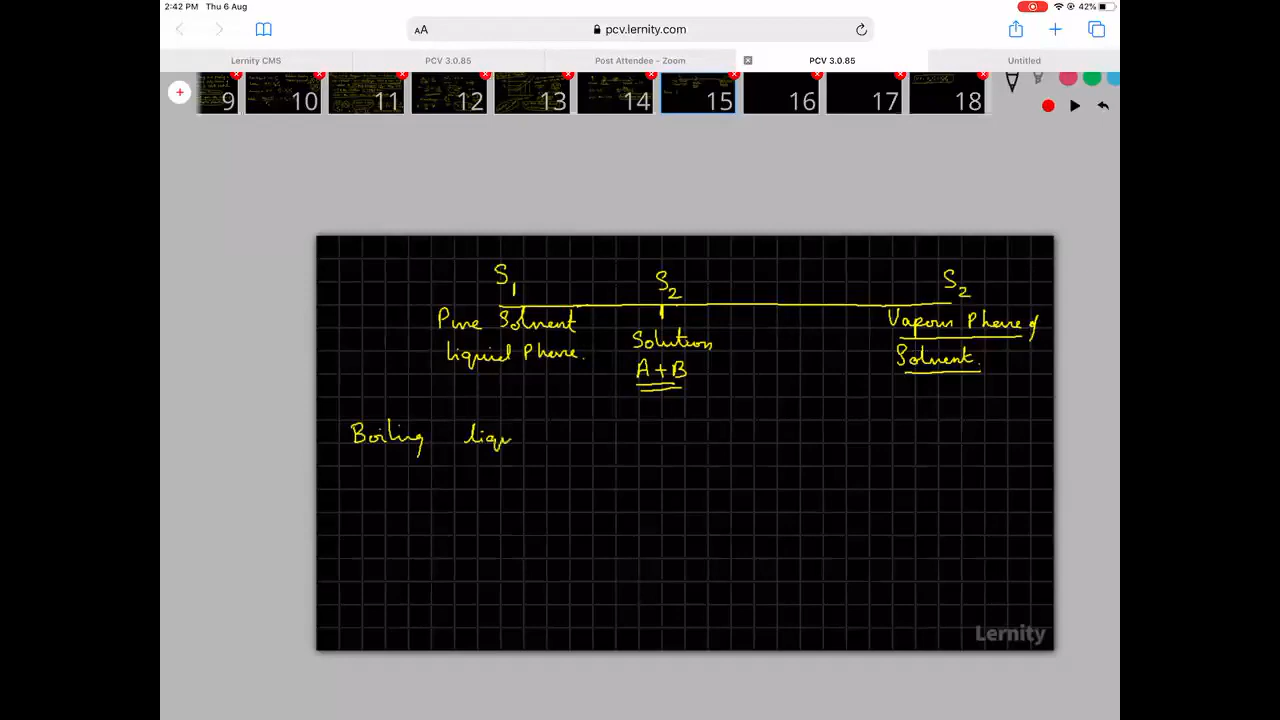 2:42 PM Thu 6 Aug
42%
AA pcv.lernity.com
Lernity CMS PCV 3.0.85 Post Attendee - Zoom PCV 3.0.85 Untitled
9 10 11 12 13 14 15 16 17 18
S1 S2 S2
Pure Solvent Solution Vapour Phase of
liquid Phase. A+B Solvent.
Boiling liqu
Lernity